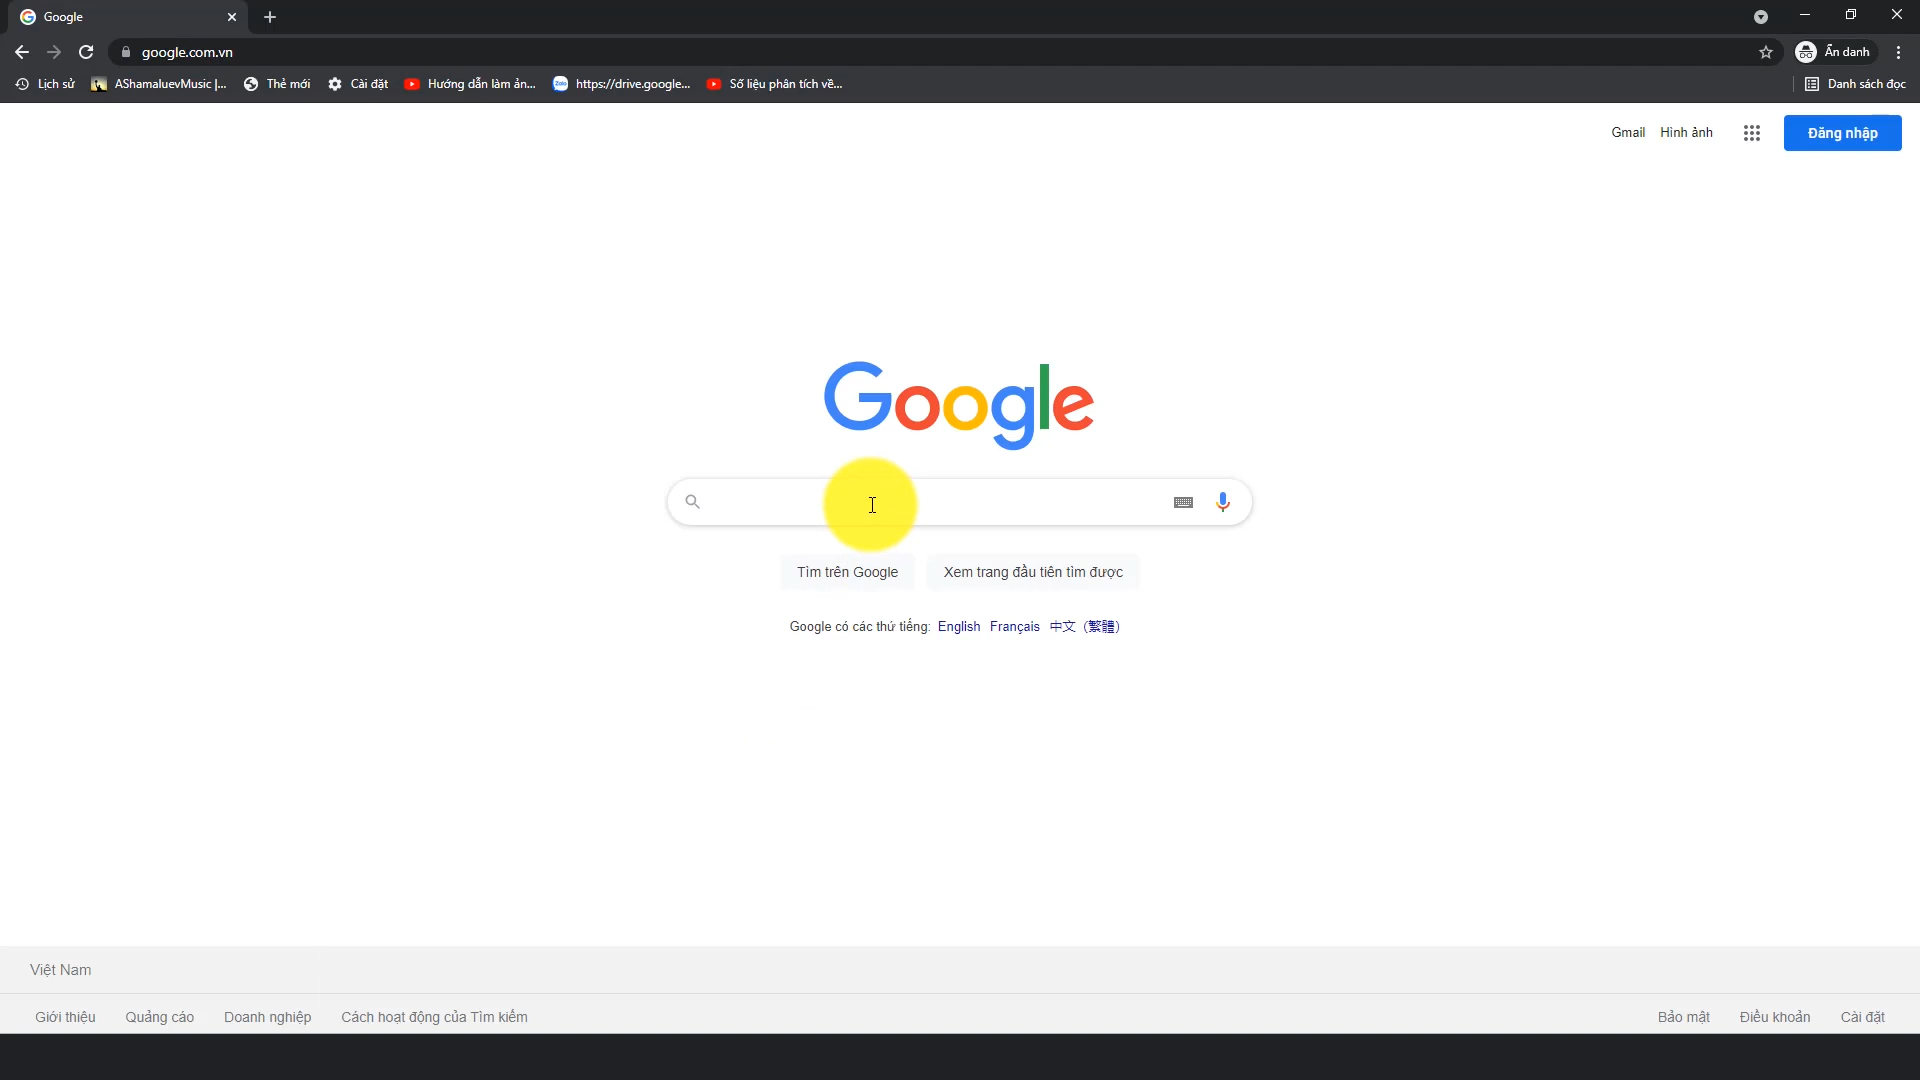 Google
google.com.vn
Ẩn danh
Lịch sử
AShamaluevMusic |...
Thẻ mới
Cài đặt
Hướng dẫn làm ản...
https://drive.google...
Số liệu phân tích về...
Danh sách đọc
Gmail
Hình ảnh
Đăng nhập
Google
Tìm trên Google
Xem trang đầu tiên tìm được
Google có các thứ tiếng: English Français 中文 (繁體)
Việt Nam
Giới thiệu
Quảng cáo
Doanh nghiệp
Cách hoạt động của Tìm kiếm
Bảo mật
Điều khoản
Cài đặt